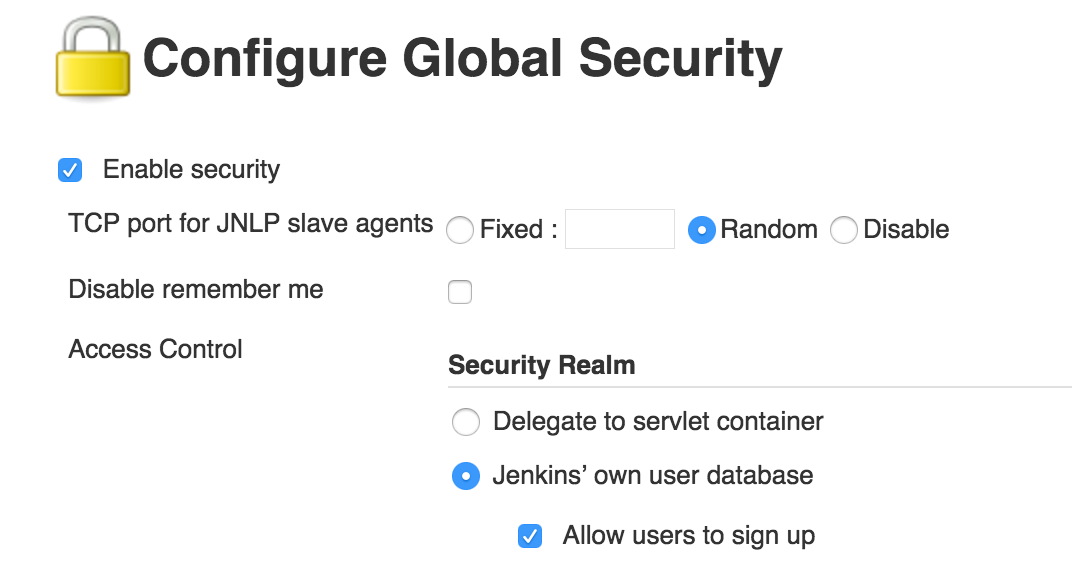 Configure Global Security
Enable security
TCP port for JNLP slave agents Fixed : Random Disable
Disable remember me
Access Control
Security Realm
Delegate to servlet container
Jenkins’ own user database
Allow users to sign up